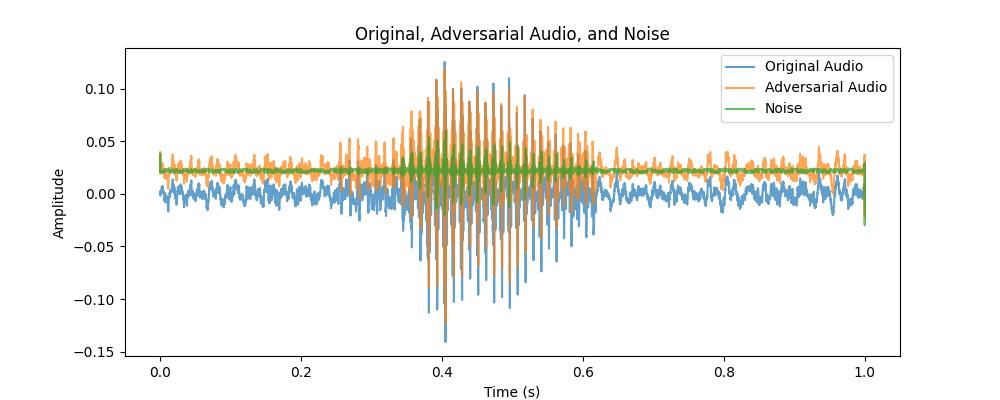 Original, Adversarial Audio, and Noise
Original Audio
Adversarial Audio
Noise
Amplitude
0.10
0.05
0.00
−0.05
−0.10
−0.15
0.0
0.2
0.4
0.6
0.8
1.0
Time (s)